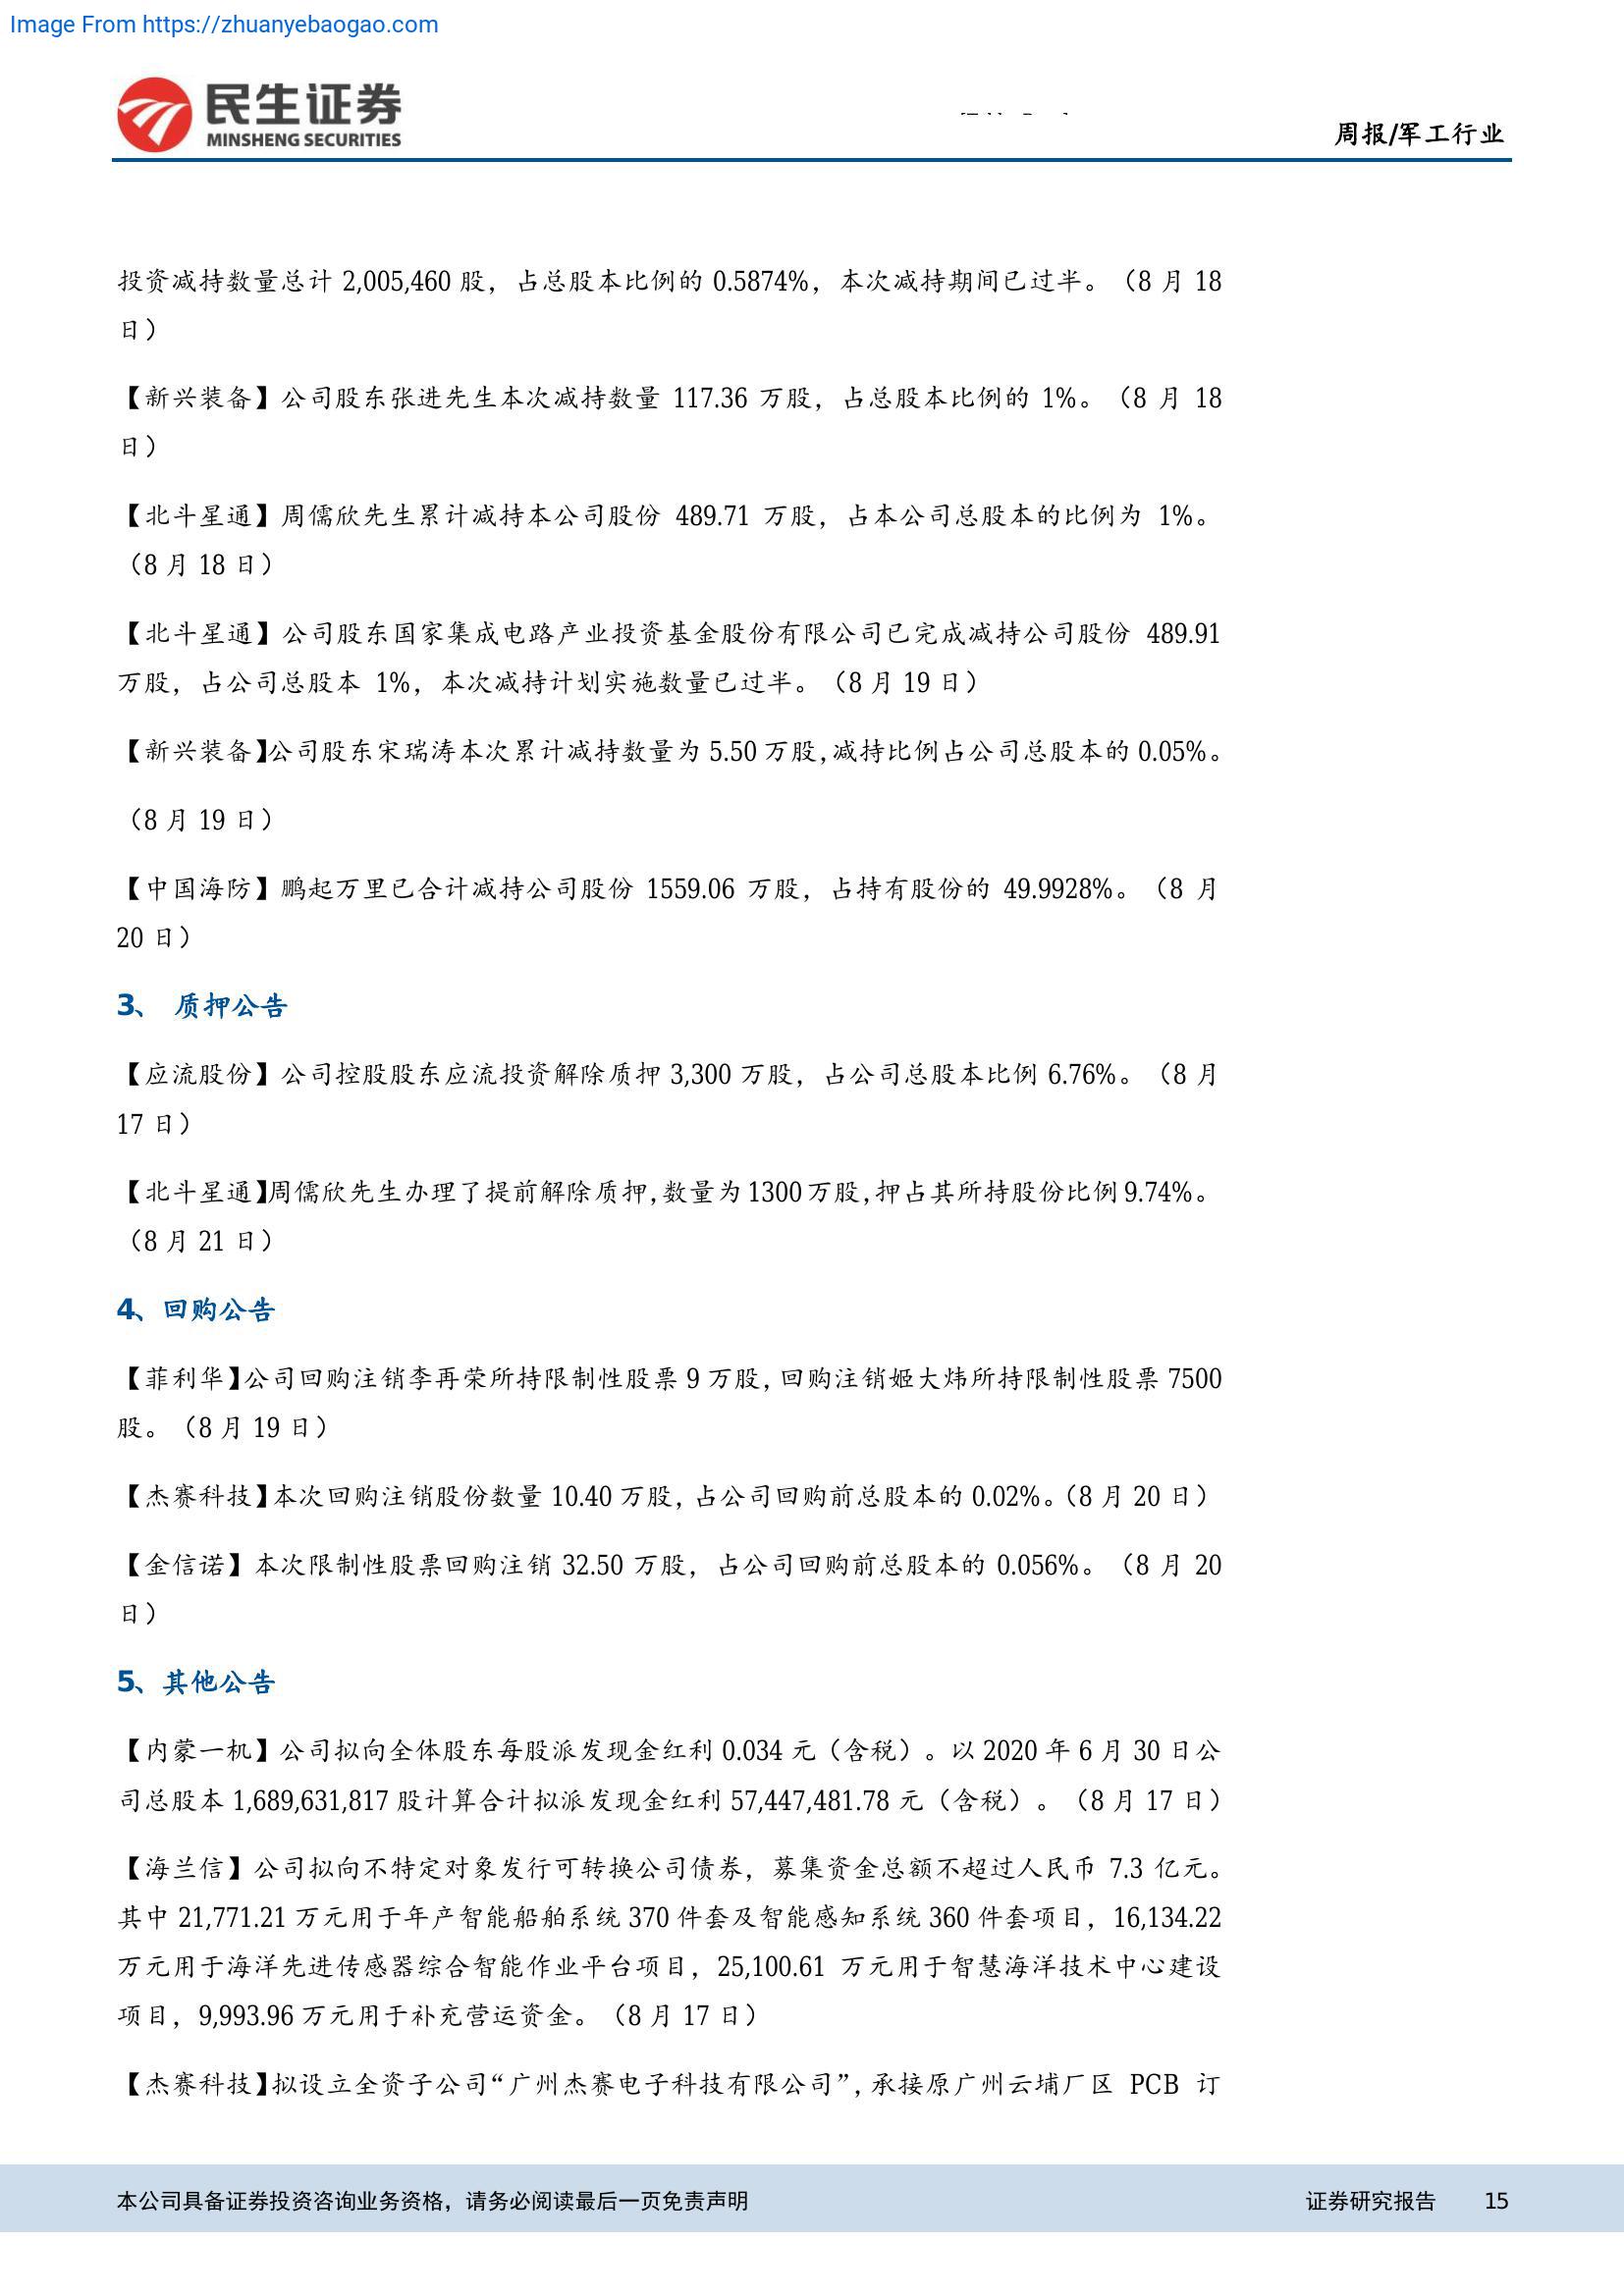 Image From https://zhuanyebaogao.com
民生证券
MINSHENG SECURITIES
周报/军工行业
投资减持数量总计 2,005,460 股，占总股本比例的 0.5874%，本次减持期间已过半。（8 月 18
日）
【新兴装备】公司股东张进先生本次减持数量 117.36 万股，占总股本比例的 1%。（8 月 18
日）
【北斗星通】周儒欣先生累计减持本公司股份 489.71 万股，占本公司总股本的比例为 1%。
（8 月 18 日）
【北斗星通】公司股东国家集成电路产业投资基金股份有限公司已完成减持公司股份 489.91
万股，占公司总股本 1%，本次减持计划实施数量已过半。（8 月 19 日）
【新兴装备】公司股东宋瑞涛本次累计减持数量为 5.50 万股，减持比例占公司总股本的 0.05%。
（8 月 19 日）
【中国海防】鹏起万里已合计减持公司股份 1559.06 万股，占持有股份的 49.9928%。（8 月
20 日）
3、 质押公告
【应流股份】公司控股股东应流投资解除质押 3,300 万股，占公司总股本比例 6.76%。（8 月
17 日）
【北斗星通】周儒欣先生办理了提前解除质押，数量为 1300 万股，押占其所持股份比例 9.74%。
（8 月 21 日）
4、回购公告
【菲利华】公司回购注销李再荣所持限制性股票 9 万股，回购注销姬大炜所持限制性股票 7500
股。（8 月 19 日）
【杰赛科技】本次回购注销股份数量 10.40 万股，占公司回购前总股本的 0.02%。（8 月 20 日）
【金信诺】本次限制性股票回购注销 32.50 万股，占公司回购前总股本的 0.056%。（8 月 20
日）
5、其他公告
【内蒙一机】公司拟向全体股东每股派发现金红利 0.034 元（含税）。以 2020 年 6 月 30 日公
司总股本 1,689,631,817 股计算合计拟派发现金红利 57,447,481.78 元（含税）。（8 月 17 日）
【海兰信】公司拟向不特定对象发行可转换公司债券，募集资金总额不超过人民币 7.3 亿元。
其中 21,771.21 万元用于年产智能船舶系统 370 件套及智能感知系统 360 件套项目，16,134.22
万元用于海洋先进传感器综合智能作业平台项目，25,100.61 万元用于智慧海洋技术中心建设
项目，9,993.96 万元用于补充营运资金。（8 月 17 日）
【杰赛科技】拟设立全资子公司“广州杰赛电子科技有限公司”，承接原广州云埔厂区 PCB 订
本公司具备证券投资咨询业务资格，请务必阅读最后一页免责声明
证券研究报告 15